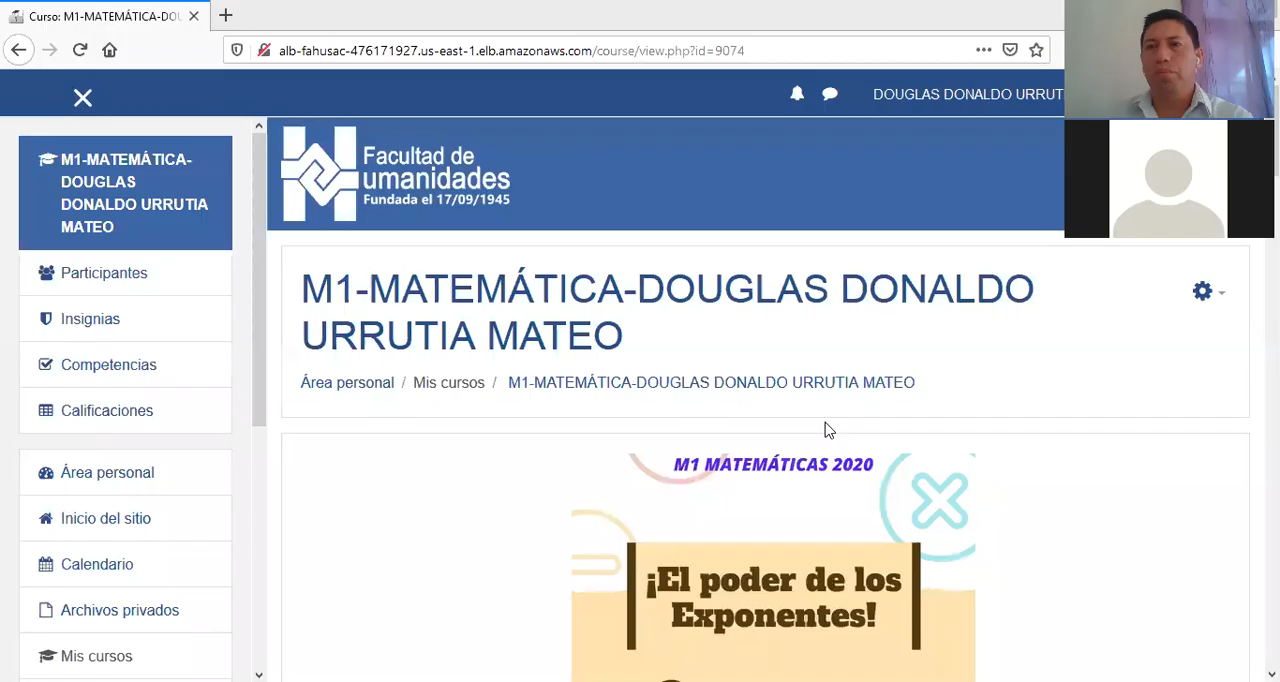 Curso: M1-MATEMÁTICA-DOU
alb-fahusac-476171927.us-east-1.elb.amazonaws.com/course/view.php?id=9074
DOUGLAS DONALDO URRUT
M1-MATEMÁTICA-
DOUGLAS
DONALDO URRUTIA
MATEO
Participantes
Insignias
Competencias
Calificaciones
Área personal
Inicio del sitio
Calendario
Archivos privados
Mis cursos
Facultad de
Humanidades
Fundada el 17/09/1945
M1-MATEMÁTICA-DOUGLAS DONALDO
URRUTIA MATEO
Área personal / Mis cursos / M1-MATEMÁTICA-DOUGLAS DONALDO URRUTIA MATEO
M1 MATEMÁTICAS 2020
¡El poder de los
Exponentes!